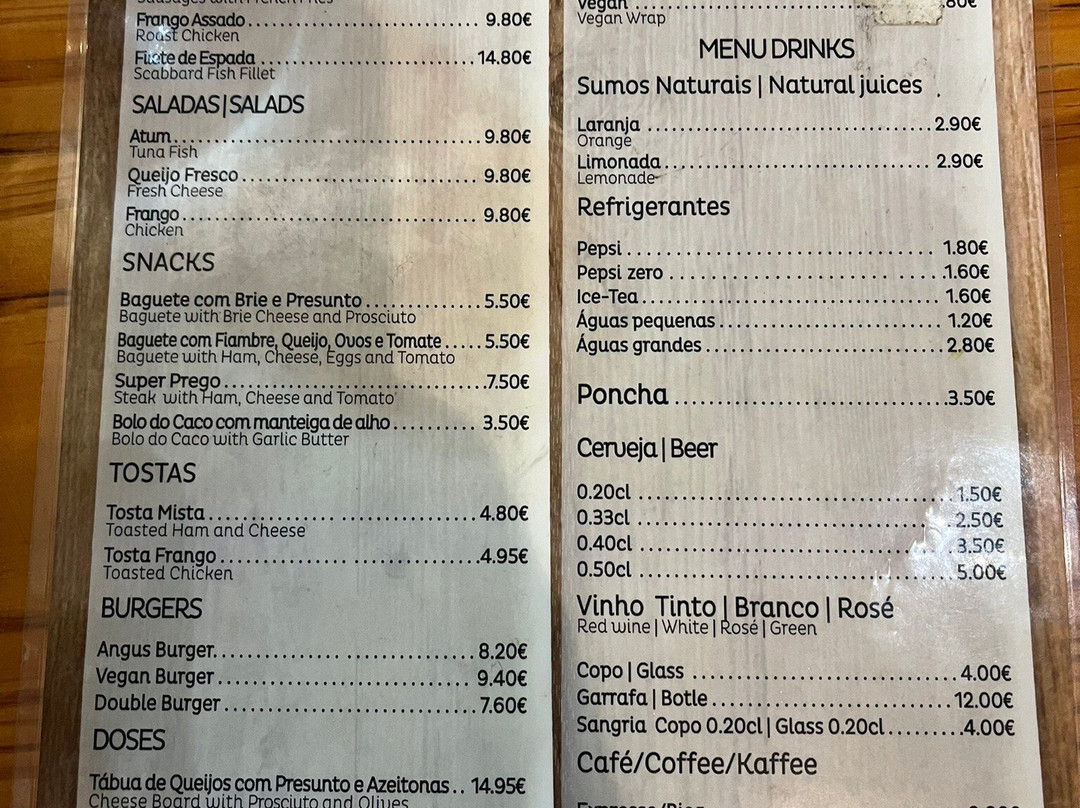 Sausages with French Fries
Frango Assado 9.80€
Roast Chicken
Filete de Espada 14.80€
Scabbard Fish Fillet
SALADAS|SALADS
Atum 9.80€
Tuna Fish
Queijo Fresco 9.80€
Fresh Cheese
Frango 9.80€
Chicken
SNACKS
Baguete com Brie e Presunto 5.50€
Baguete with Brie Cheese and Prosciuto
Baguete com Fiambre, Queijo, Ovos e Tomate 5.50€
Baguete with Ham, Cheese, Eggs and Tomato
Super Prego 7.50€
Steak with Ham, Cheese and Tomato
Bolo do Caco com manteiga de alho 3.50€
Bolo do Caco with Garlic Butter
TOSTAS
Tosta Mista 4.80€
Toasted Ham and Cheese
Tosta Frango 4.95€
Toasted Chicken
BURGERS
Angus Burger 8.20€
Vegan Burger 9.40€
Double Burger 7.60€
DOSES
Tábua de Queijos com Presunto e Azeitonas 14.95€
Cheese Board with Prosciuto and Olives
Vegan .80€
Vegan Wrap
MENU DRINKS
Sumos Naturais | Natural juices
Laranja 2.90€
Orange
Limonada 2.90€
Lemonade
Refrigerantes
Pepsi 1.80€
Pepsi zero 1.60€
Ice-Tea 1.60€
Águas pequenas 1.20€
Águas grandes 2.80€
Poncha 3.50€
Cerveja | Beer
0.20cl 1.50€
0.33cl 2.50€
0.40cl 3.50€
0.50cl 5.00€
Vinho Tinto | Branco | Rosé
Red wine | White | Rosé | Green
Copo | Glass 4.00€
Garrafa | Botle 12.00€
Sangria Copo 0.20cl | Glass 0.20cl 4.00€
Café/Coffee/Kaffee